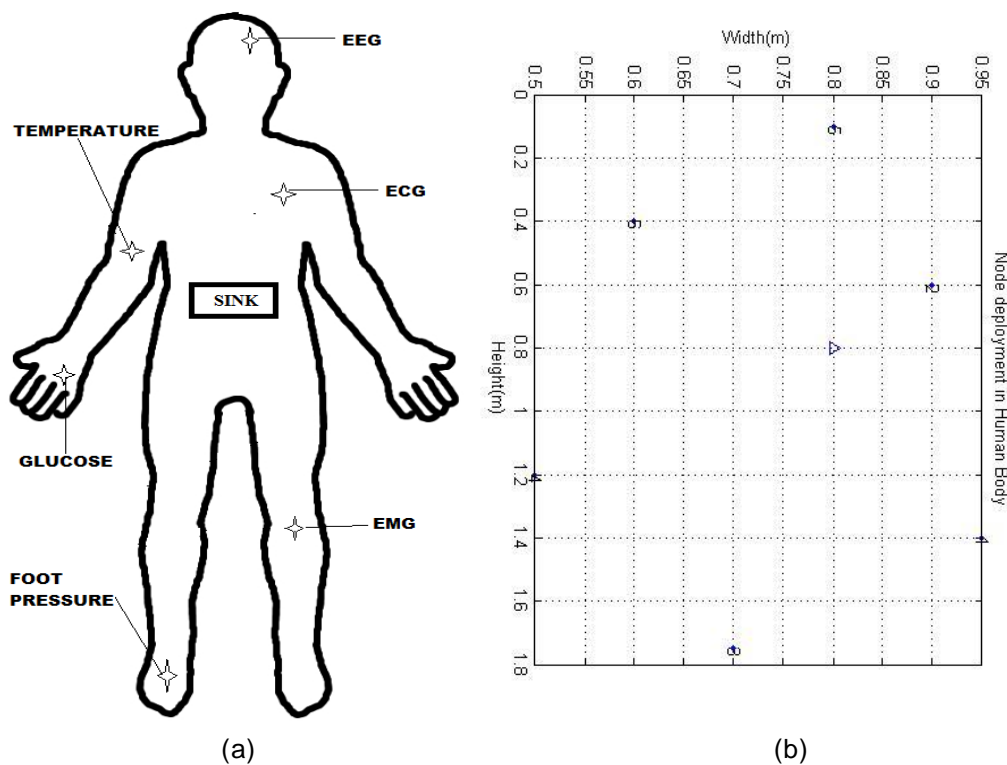 EEG
TEMPERATURE
ECG
SINK
GLUCOSE
EMG
FOOT
PRESSURE
(a)
Width(m)
0.5 0.55 0.6 0.65 0.7 0.75 0.8 0.85 0.9 0.95
0
0.2
0.4
0.6
0.8
1
1.2
1.4
1.6
1.8
Height(m)
Node deployment in Human Body
2
(b)